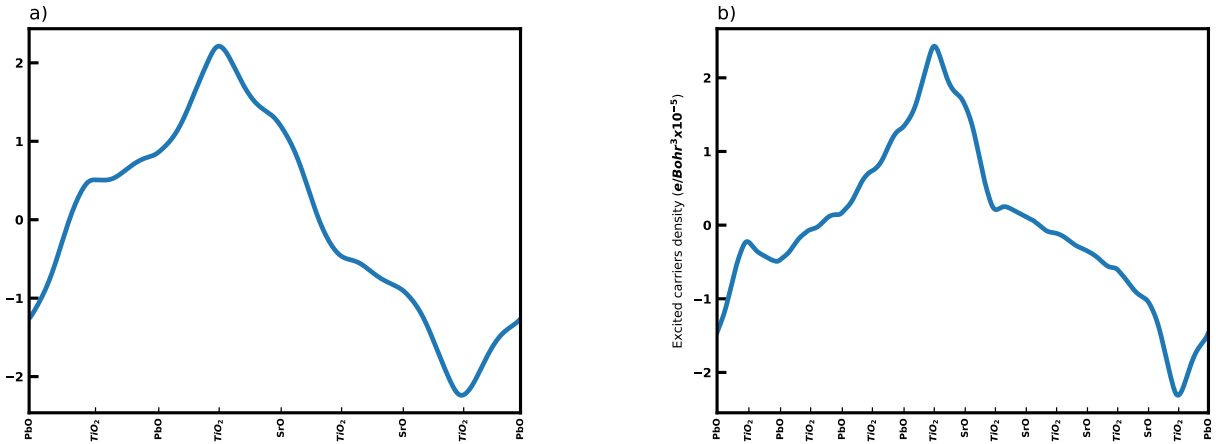 a)
2
1
0
−1
−2
PbO
TiO2
PbO
TiO2
SrO
TiO2
SrO
TiO2
PbO
b)
Excited carriers density (e/Bohr³x10⁻⁵)
2
1
0
−1
−2
PbO
TiO2
PbO
TiO2
PbO
TiO2
PbO
TiO2
SrO
TiO2
SrO
TiO2
SrO
TiO2
SrO
TiO2
PbO